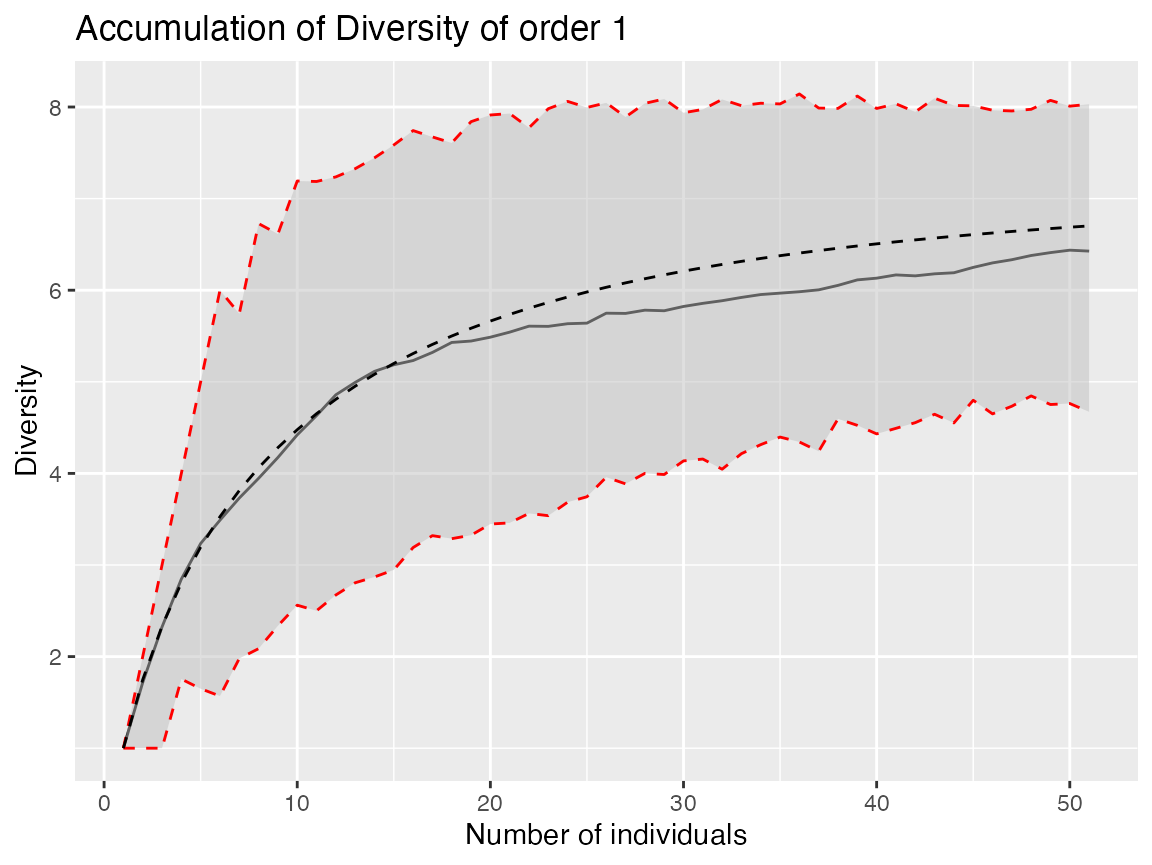 Accumulation of Diversity of order 1
Diversity
8
6
4
2
0 10 20 30 40 50
Number of individuals